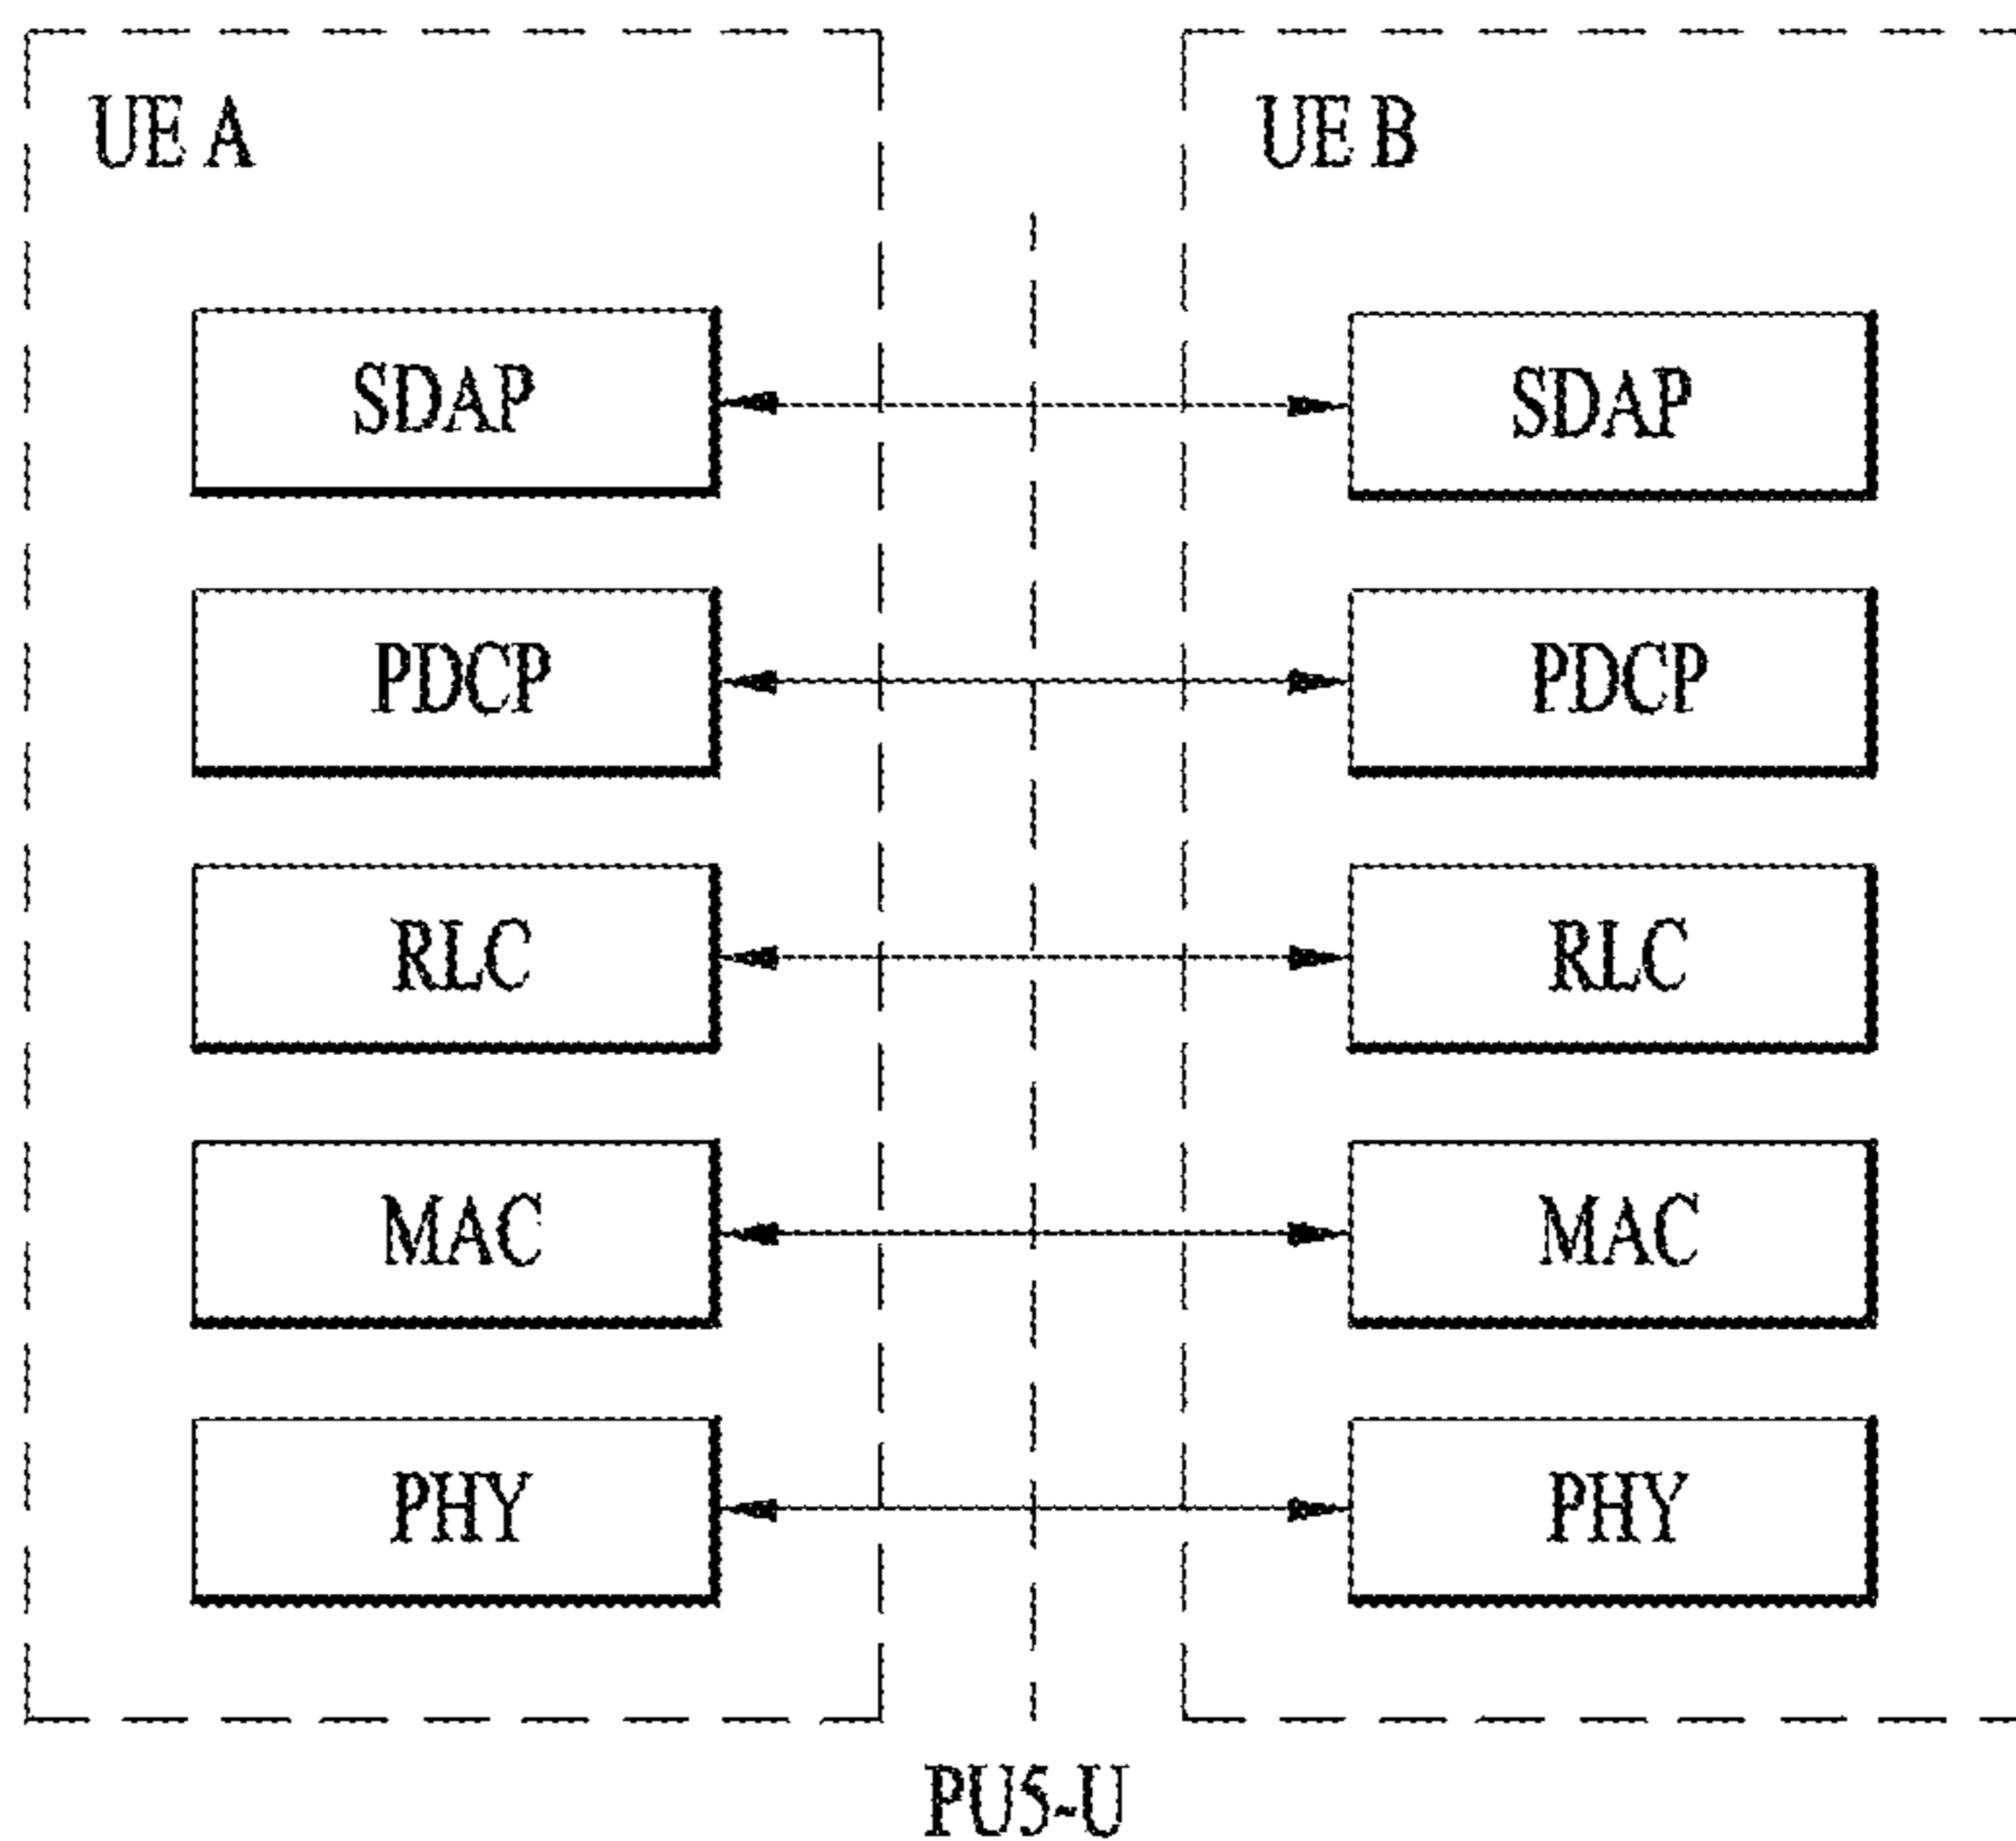 UE A
UE B
SDAP
SDAP
PDCP
PDCP
RLC
RLC
MAC
MAC
PHY
PHY
PU5-U